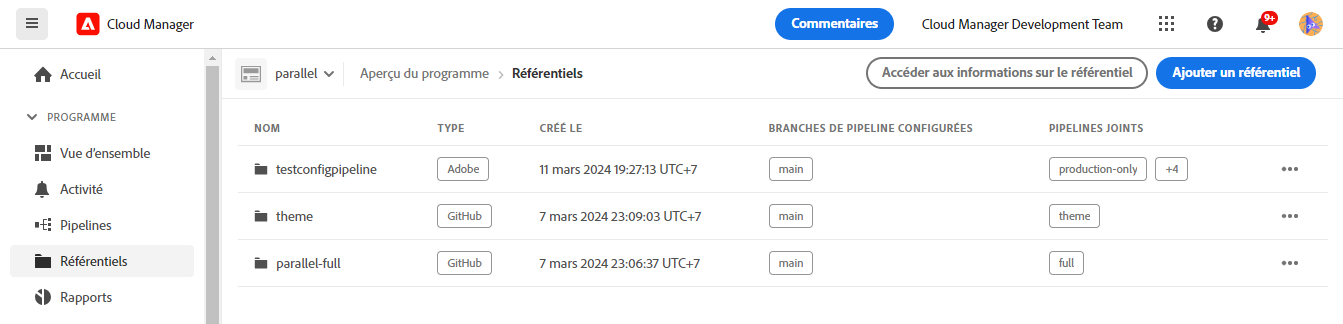 Cloud Manager
Commentaires
Cloud Manager Development Team
9+
Accueil
PROGRAMME
Vue d'ensemble
Activité
Pipelines
Référentiels
Rapports
parallel
Aperçu du programme > Référentiels
Accéder aux informations sur le référentiel
Ajouter un référentiel
NOM TYPE CRÉÉ LE BRANCHES DE PIPELINE CONFIGURÉES PIPELINES JOINTS
testconfigpipeline Adobe 11 mars 2024 19:27:13 UTC+7 main production-only +4
theme GitHub 7 mars 2024 23:09:03 UTC+7 main theme
parallel-full GitHub 7 mars 2024 23:06:37 UTC+7 main full